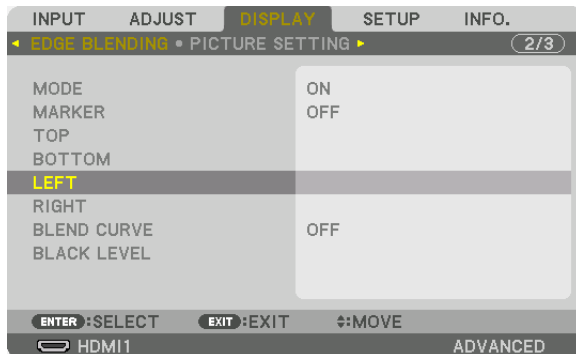 INPUT ADJUST DISPLAY SETUP INFO.
◄ EDGE BLENDING • PICTURE SETTING ► 2/3
MODE ON
MARKER OFF
TOP
BOTTOM
LEFT
RIGHT
BLEND CURVE OFF
BLACK LEVEL
ENTER :SELECT EXIT :EXIT ⬍:MOVE
HDMI1 ADVANCED